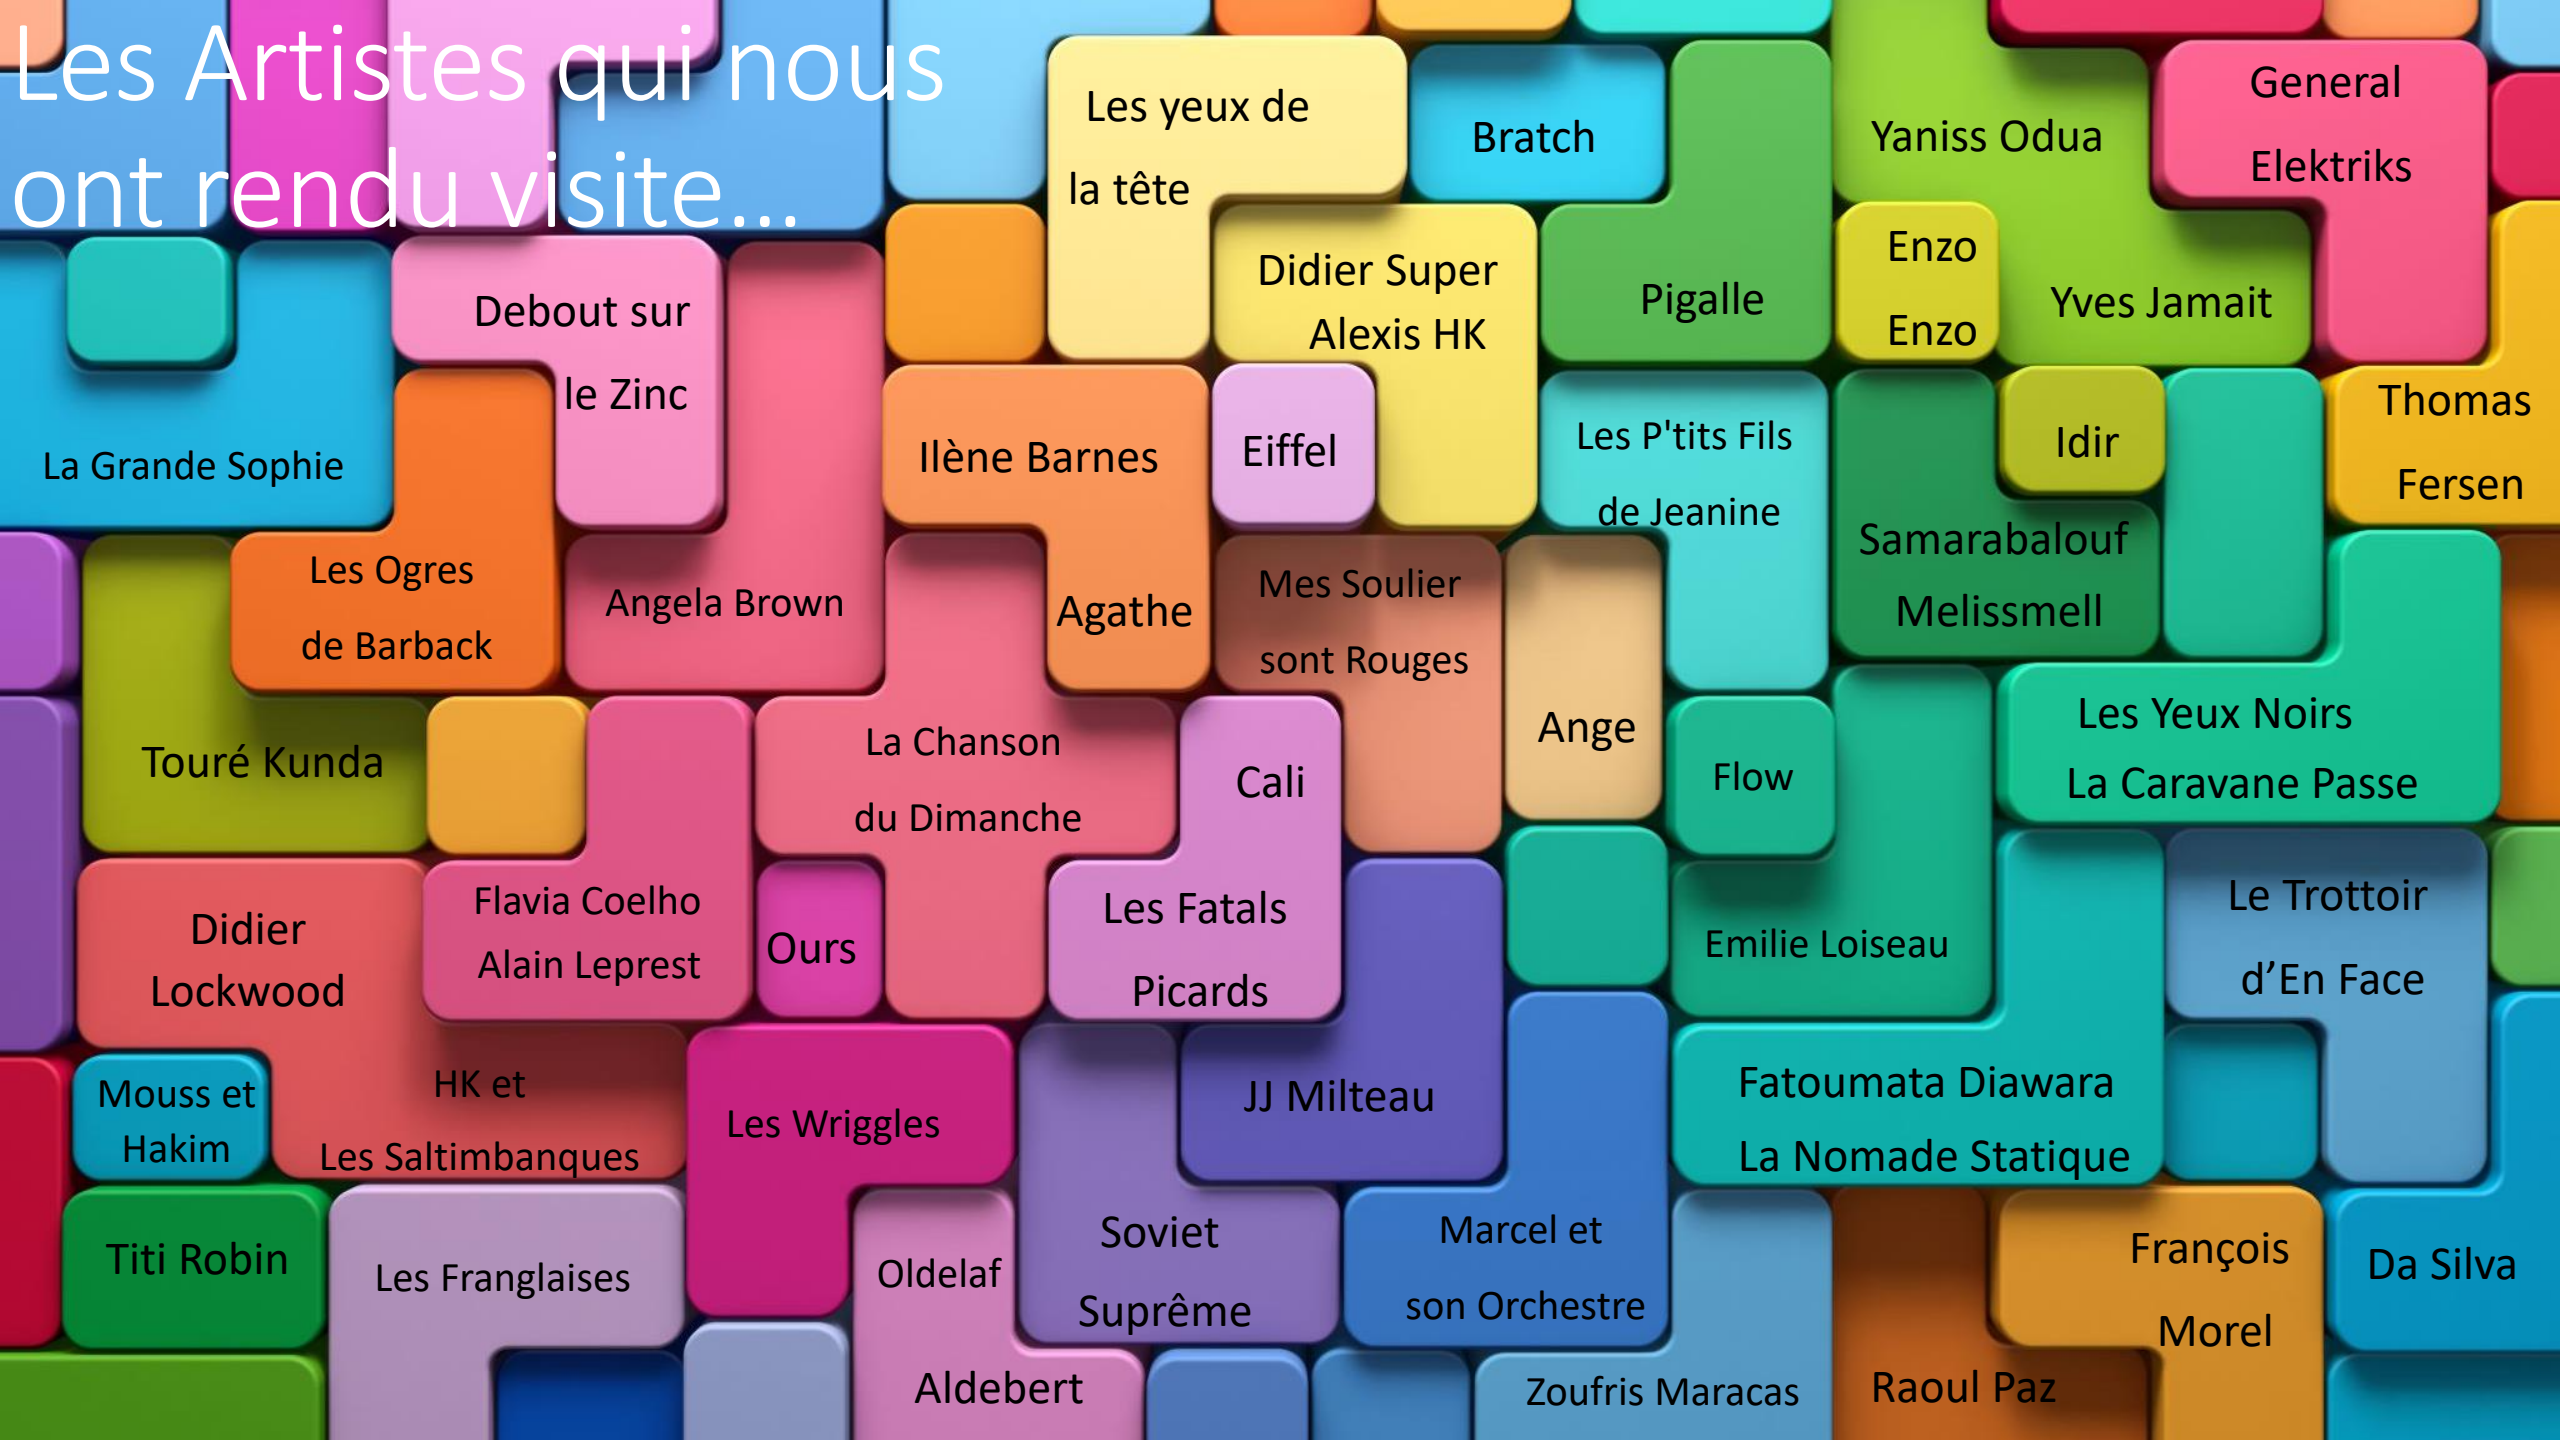 Les Artistes qui nous
ont rendu visite...
Les yeux de
la tête
Bratch
Yaniss Odua
General
Elektriks
Didier Super
Alexis HK
Pigalle
Enzo
Enzo
Yves Jamait
Debout sur
le Zinc
La Grande Sophie
Ilène Barnes
Eiffel
Les P'tits Fils
de Jeanine
Idir
Thomas
Fersen
Samarabalouf
Melissmell
Les Ogres
de Barback
Angela Brown
Agathe
Mes Soulier
sont Rouges
Ange
Touré Kunda
La Chanson
du Dimanche
Cali
Flow
Les Yeux Noirs
La Caravane Passe
Didier
Lockwood
Flavia Coelho
Alain Leprest
Ours
Les Fatals
Picards
Emilie Loiseau
Le Trottoir
d’En Face
Mouss et
Hakim
HK et
Les Saltimbanques
Les Wriggles
JJ Milteau
Fatoumata Diawara
La Nomade Statique
Titi Robin
Les Franglaises
Oldelaf
Aldebert
Soviet
Suprême
Marcel et
son Orchestre
Zoufris Maracas
Raoul Paz
François
Morel
Da Silva